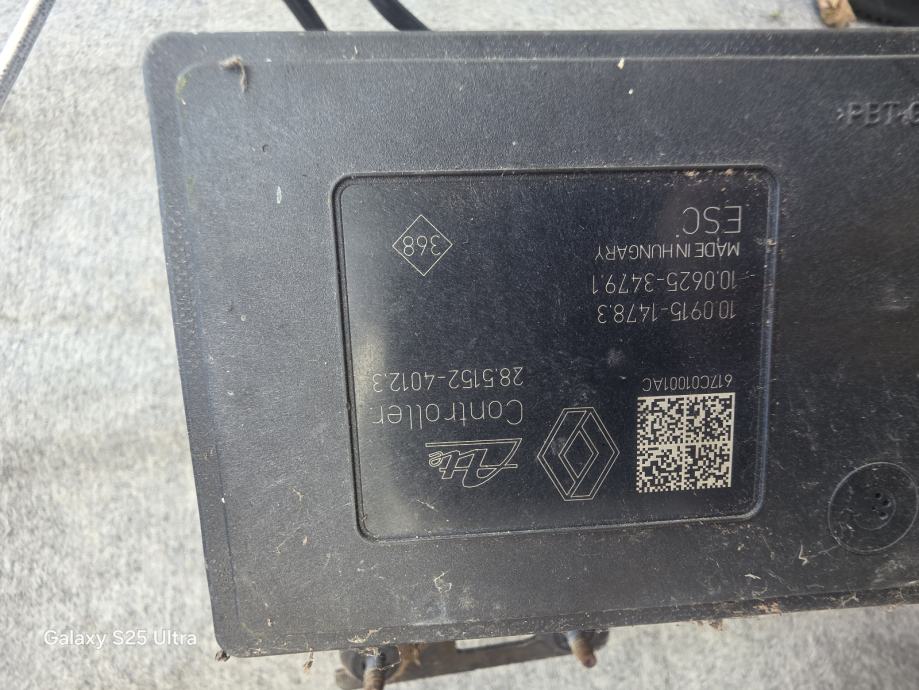 Ate
Controller
28.5152-4012.3
617C01001AC
10.0915-1478.3
10.0625-3479.1
MADE IN HUNGARY
ESC
368
>PBT-G
Galaxy S25 Ultra